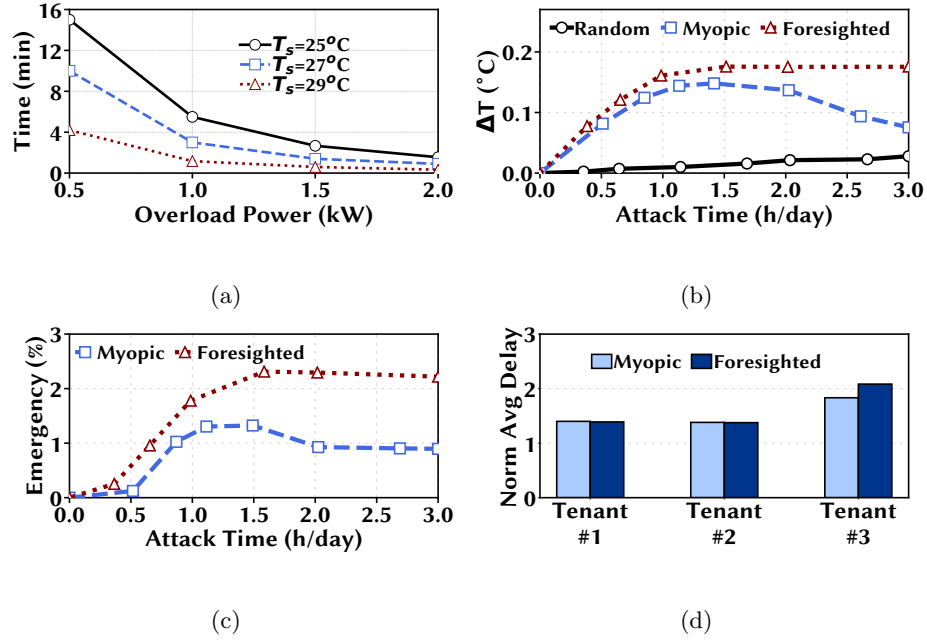 16
12
8
4
0
Time (min)
Tₛ=25°C
Tₛ=27°C
Tₛ=29°C
0.5 1.0 1.5 2.0
Overload Power (kW)
(a)
Random Myopic Foresighted
0.2
0.1
0.0
ΔT (°C)
0.0 0.5 1.0 1.5 2.0 2.5 3.0
Attack Time (h/day)
(b)
3
2
1
0
Emergency (%)
Myopic Foresighted
0.0 0.5 1.0 1.5 2.0 2.5 3.0
Attack Time (h/day)
(c)
3
2
1
0
Norm Avg Delay
Myopic Foresighted
Tenant Tenant Tenant
#1 #2 #3
(d)